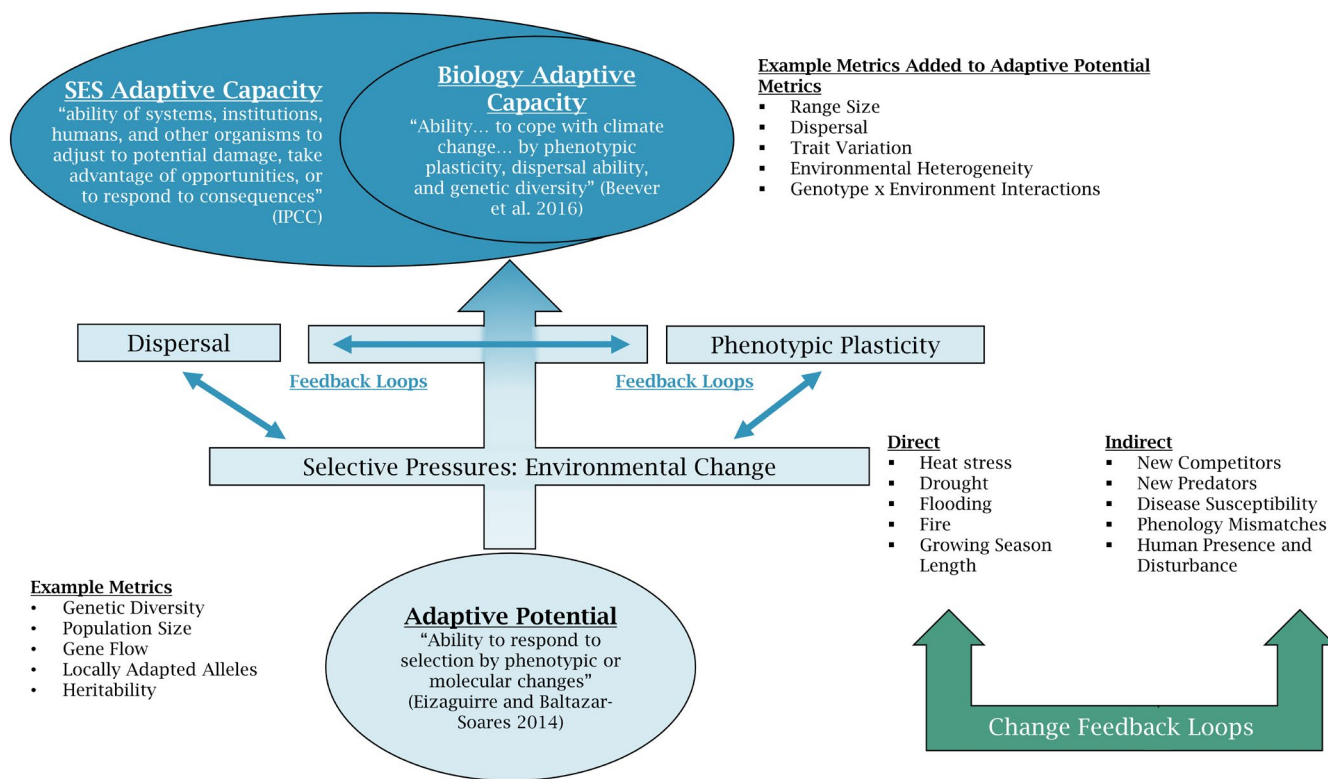 SES Adaptive Capacity
“ability of systems, institutions,
humans, and other organisms to
adjust to potential damage, take
advantage of opportunities, or
to respond to consequences”
(IPCC)
Biology Adaptive
Capacity
“Ability… to cope with climate
change… by phenotypic
plasticity, dispersal ability,
and genetic diversity” (Beever
et al. 2016)
Example Metrics Added to Adaptive Potential
Metrics
▪ Range Size
▪ Dispersal
▪ Trait Variation
▪ Environmental Heterogeneity
▪ Genotype x Environment Interactions
Dispersal
Phenotypic Plasticity
Feedback Loops
Feedback Loops
Selective Pressures: Environmental Change
Direct
▪ Heat stress
▪ Drought
▪ Flooding
▪ Fire
▪ Growing Season
Length
Indirect
▪ New Competitors
▪ New Predators
▪ Disease Susceptibility
▪ Phenology Mismatches
▪ Human Presence and
Disturbance
Example Metrics
• Genetic Diversity
• Population Size
• Gene Flow
• Locally Adapted Alleles
• Heritability
Adaptive Potential
“Ability to respond to
selection by phenotypic or
molecular changes”
(Eizaguirre and Baltazar-
Soares 2014)
Change Feedback Loops